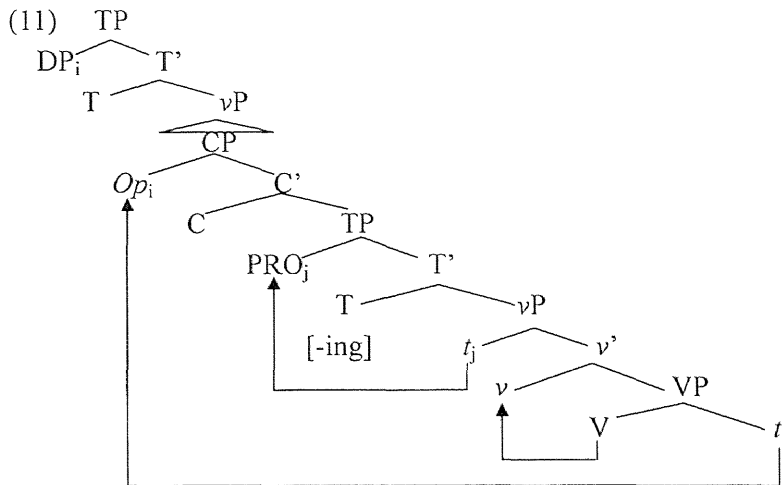 (11) TP
DPi T’
T vP
CP
Opi C’
C TP
PROj T’
T vP
[-ing] tj v’
v VP
V t